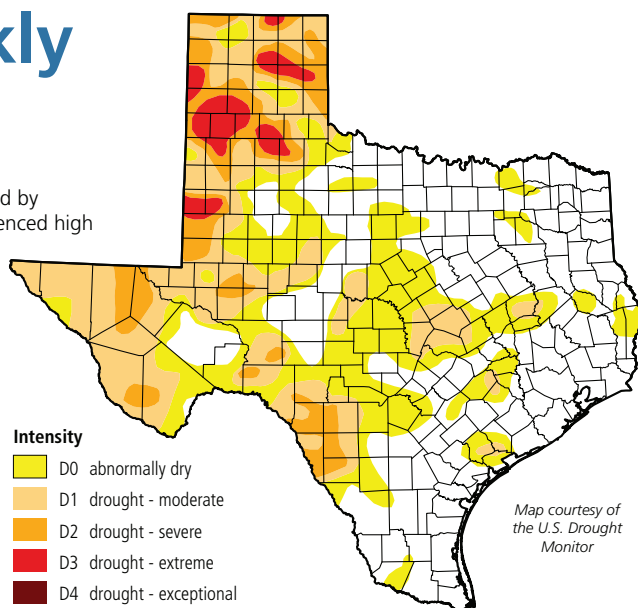 kly
d by
enced high
Intensity
D0 abnormally dry
D1 drought - moderate
D2 drought - severe
D3 drought - extreme
D4 drought - exceptional
Map courtesy of
the U.S. Drought
Monitor